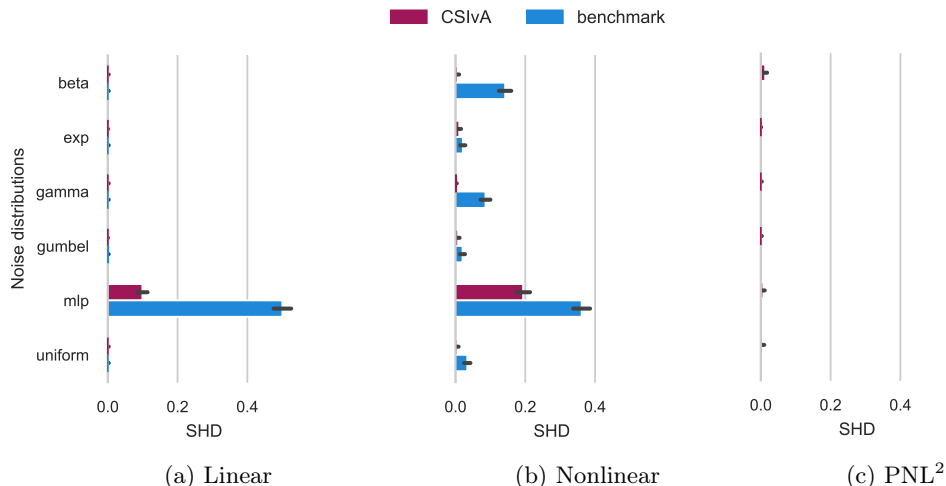 CSIvA benchmark
Noise distributions
beta
exp
gamma
gumbel
mlp
uniform
0.0 0.2 0.4 0.0 0.2 0.4 0.0 0.2 0.4
SHD SHD SHD
(a) Linear (b) Nonlinear (c) PNL²